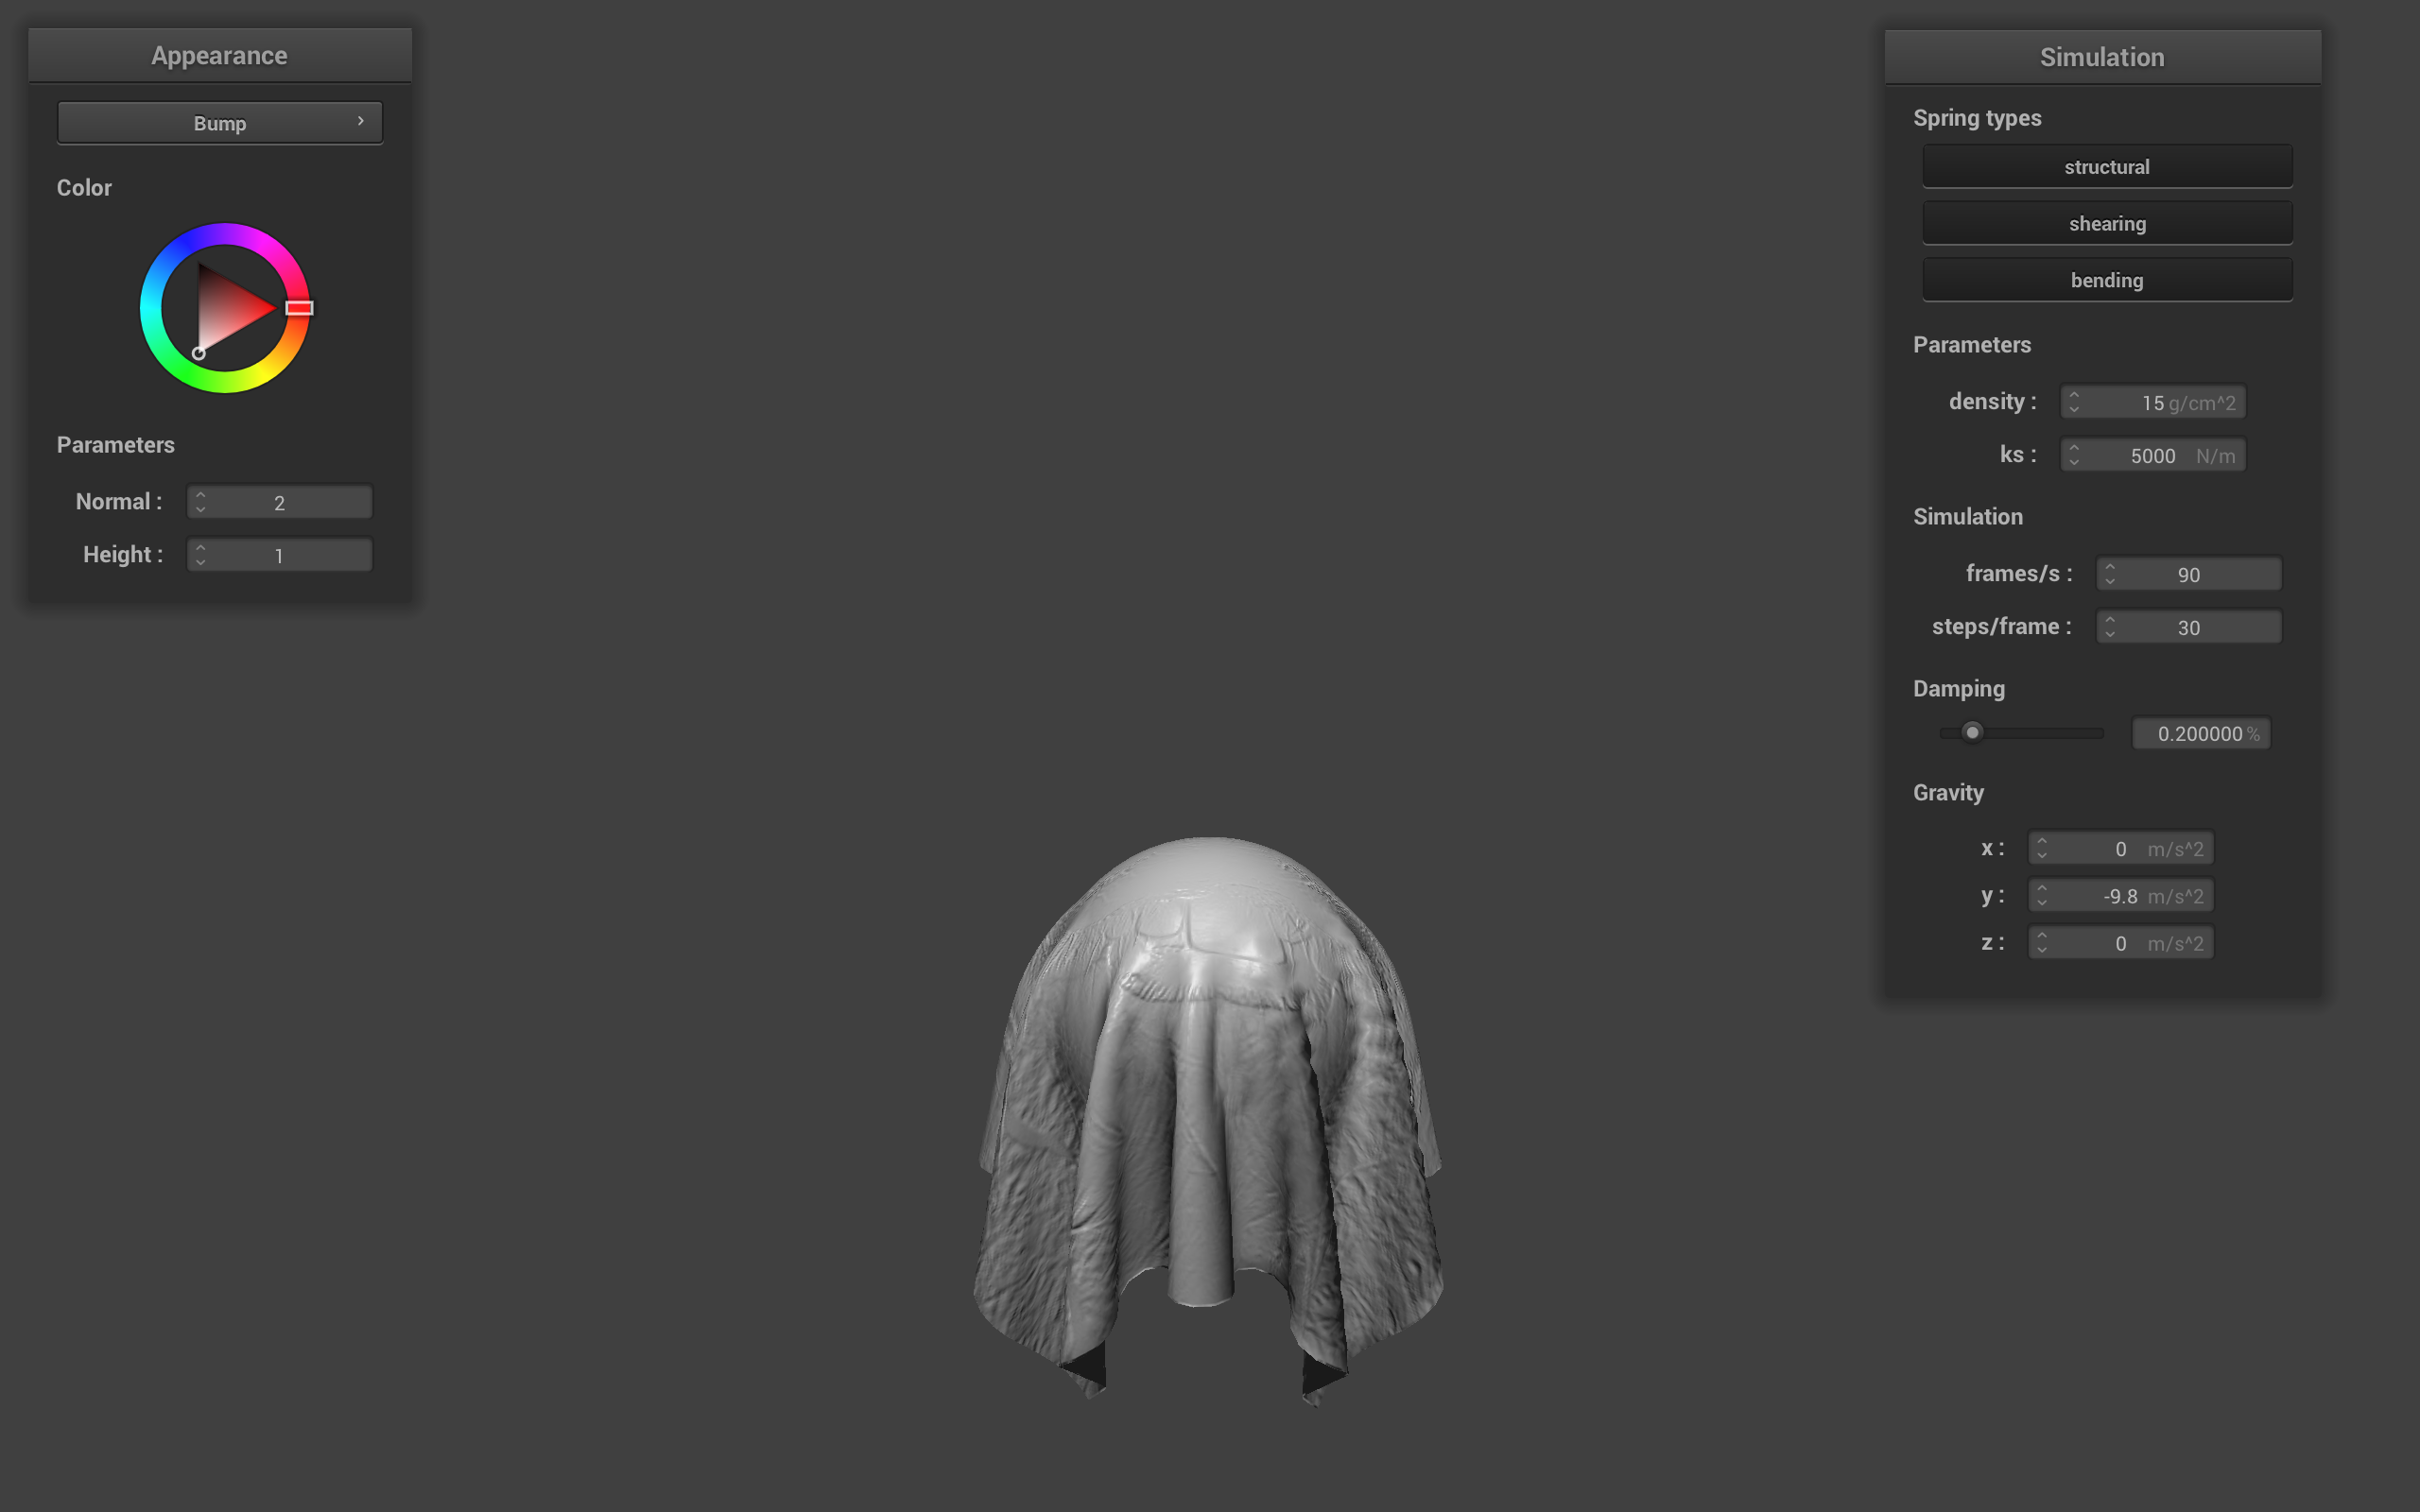 Appearance
Bump
Color
Parameters
Normal : 2
Height : 1
Simulation
Spring types
structural
shearing
bending
Parameters
density : 15 g/cm^2
ks : 5000 N/m
Simulation
frames/s : 90
steps/frame : 30
Damping
0.200000 %
Gravity
x : 0 m/s^2
y : -9.8 m/s^2
z : 0 m/s^2